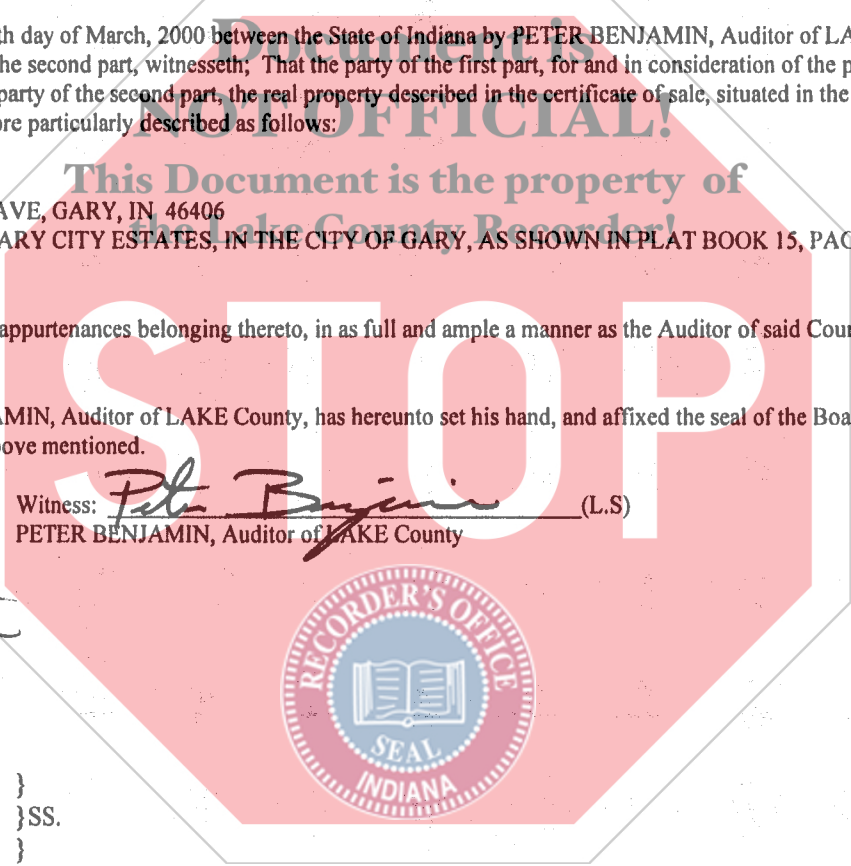 th day of March, 2000 between the State of Indiana by PETER BENJAMIN, Auditor of LA
Document is
he second part, witnesseth; That the party of the first part, for and in consideration of the p
party of the second part, the real property described in the certificate of sale, situated in the
NOT OFFICIAL!
ore particularly described as follows:
This Document is the property of
AVE, GARY, IN 46406
the Lake County Recorder!
ARY CITY ESTATES, IN THE CITY OF GARY, AS SHOWN IN PLAT BOOK 15, PAG
appurtenances belonging thereto, in as full and ample a manner as the Auditor of said Coun
STOP
AMIN, Auditor of LAKE County, has hereunto set his hand, and affixed the seal of the Boa
bove mentioned.
Witness: Peter Benjamin (L.S)
PETER BENJAMIN, Auditor of LAKE County
RECORDER'S OFFICE
SEAL
INDIANA
}
}SS.
}